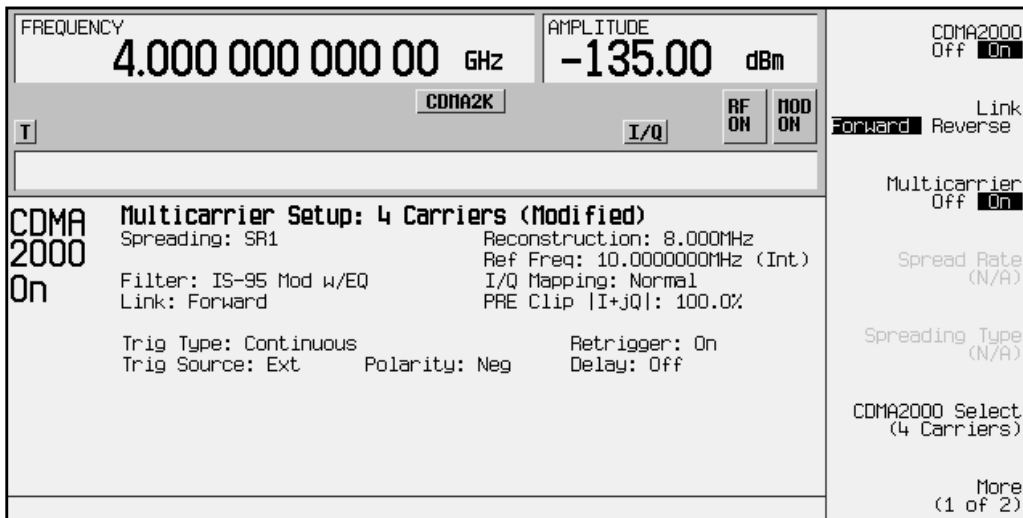 FREQUENCY
4.000 000 000 00 GHz
AMPLITUDE
-135.00 dBm
CDMA2K
T
I/Q
RF ON
MOD ON
CDMA 2000 On
Multicarrier Setup: 4 Carriers (Modified)
Spreading: SR1
Reconstruction: 8.000MHz
Ref Freq: 10.0000000MHz (Int)
Filter: IS-95 Mod w/EQ
I/Q Mapping: Normal
Link: Forward
PRE Clip |I+jQ|: 100.0%
Trig Type: Continuous
Retrigger: On
Trig Source: Ext
Polarity: Neg
Delay: Off
CDMA2000
Off On
Link
Forward Reverse
Multicarrier
Off On
Spread Rate
(N/A)
Spreading Type
(N/A)
CDMA2000 Select
(4 Carriers)
More
(1 of 2)